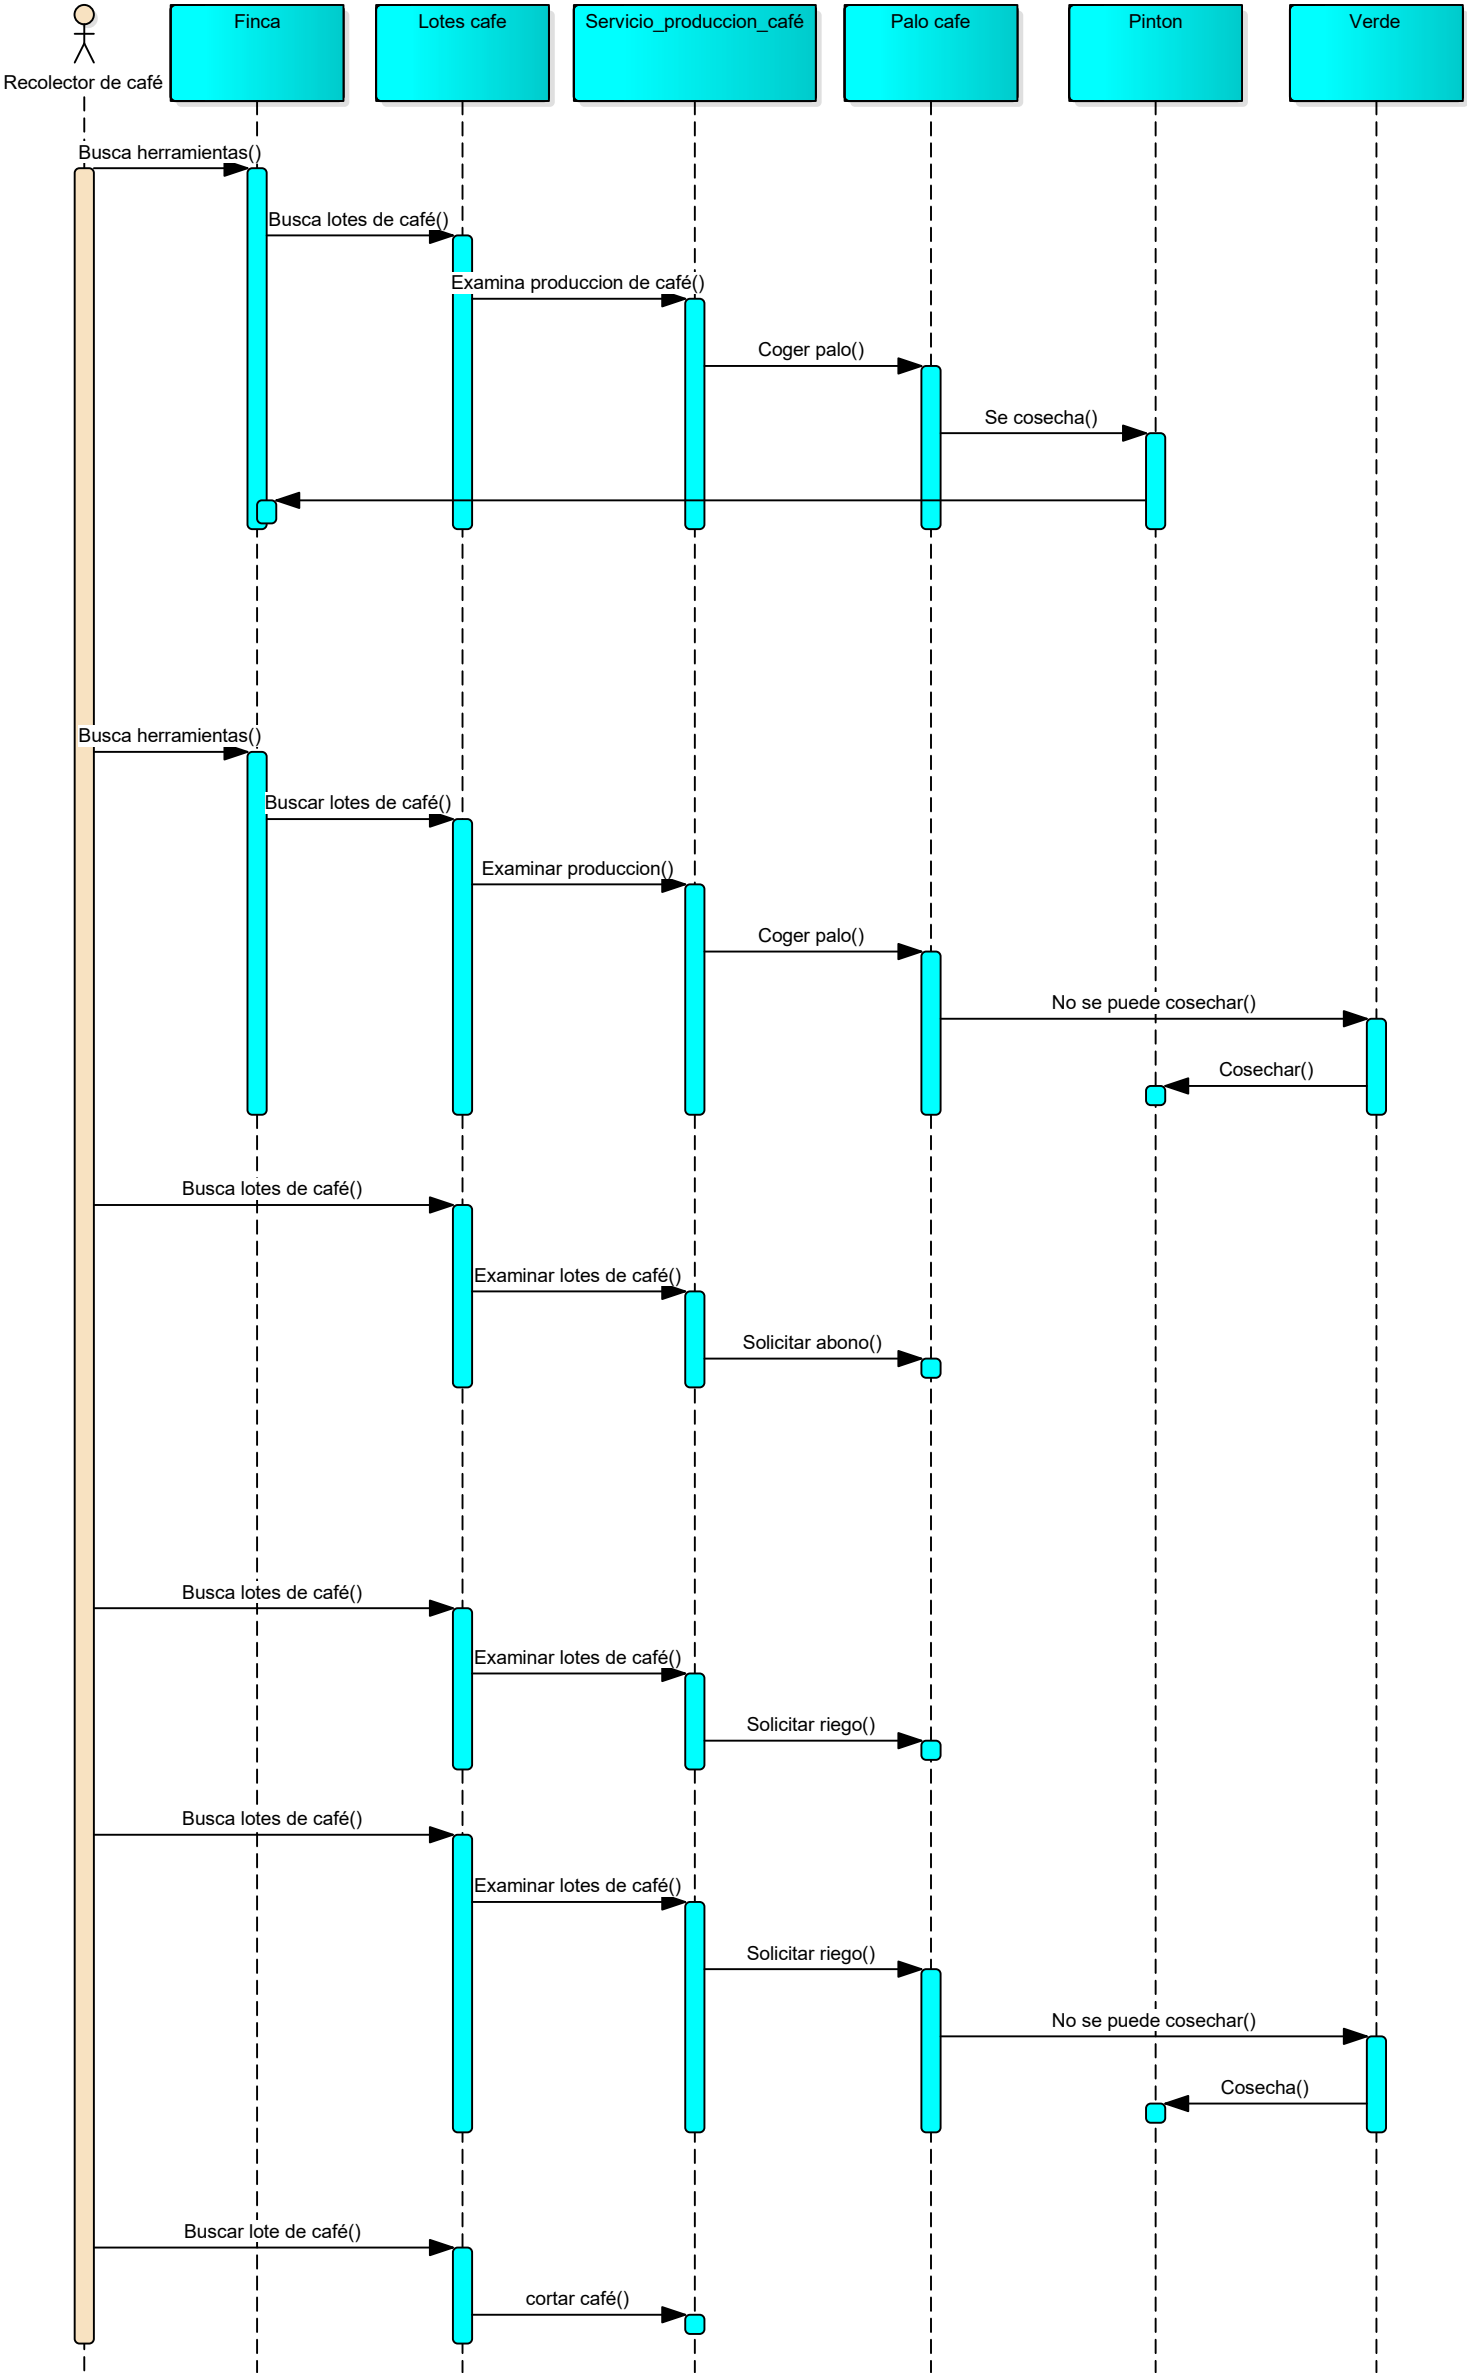 Finca
Lotes cafe
Servicio_produccion_café
Palo cafe
Pinton
Verde
Recolector de café
Busca herramientas()
Busca lotes de café()
Examina produccion de café()
Coger palo()
Se cosecha()
Busca herramientas()
Buscar lotes de café()
Examinar produccion()
Coger palo()
No se puede cosechar()
Cosechar()
Busca lotes de café()
Examinar lotes de café()
Solicitar abono()
Busca lotes de café()
Examinar lotes de café()
Solicitar riego()
Busca lotes de café()
Examinar lotes de café()
Solicitar riego()
No se puede cosechar()
Cosecha()
Buscar lote de café()
cortar café()